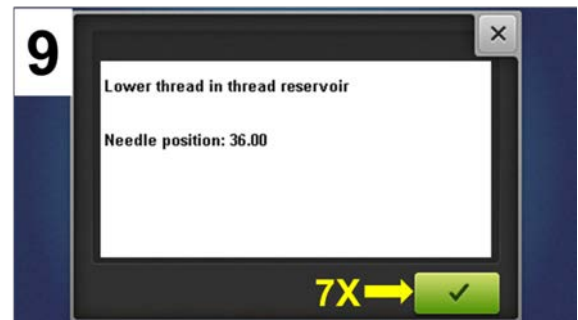 9
Lower thread in thread reservoir
Needle position: 36.00
7X